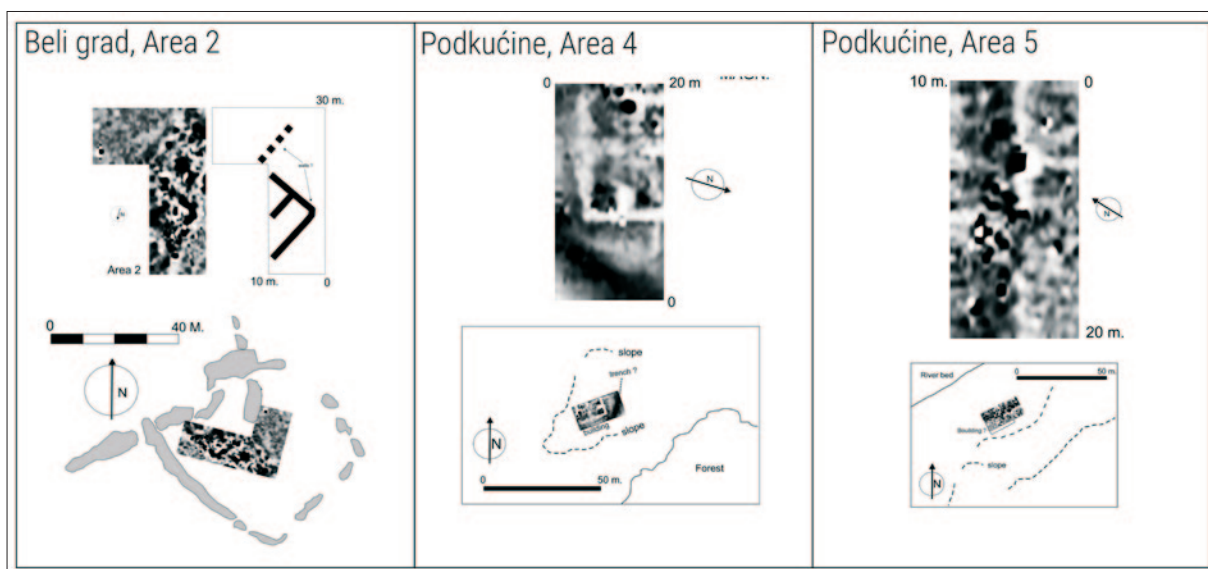 Beli grad, Area 2
30 m.
Area 2
10 m.
0
0
40 M.
N
Podkućine, Area 4
0
20 m
N
0
slope
trench ?
building
slope
N
Forest
0
50 m.
Podkućine, Area 5
10 m.
0
N
20 m.
River bed
0
50 m.
slope
N